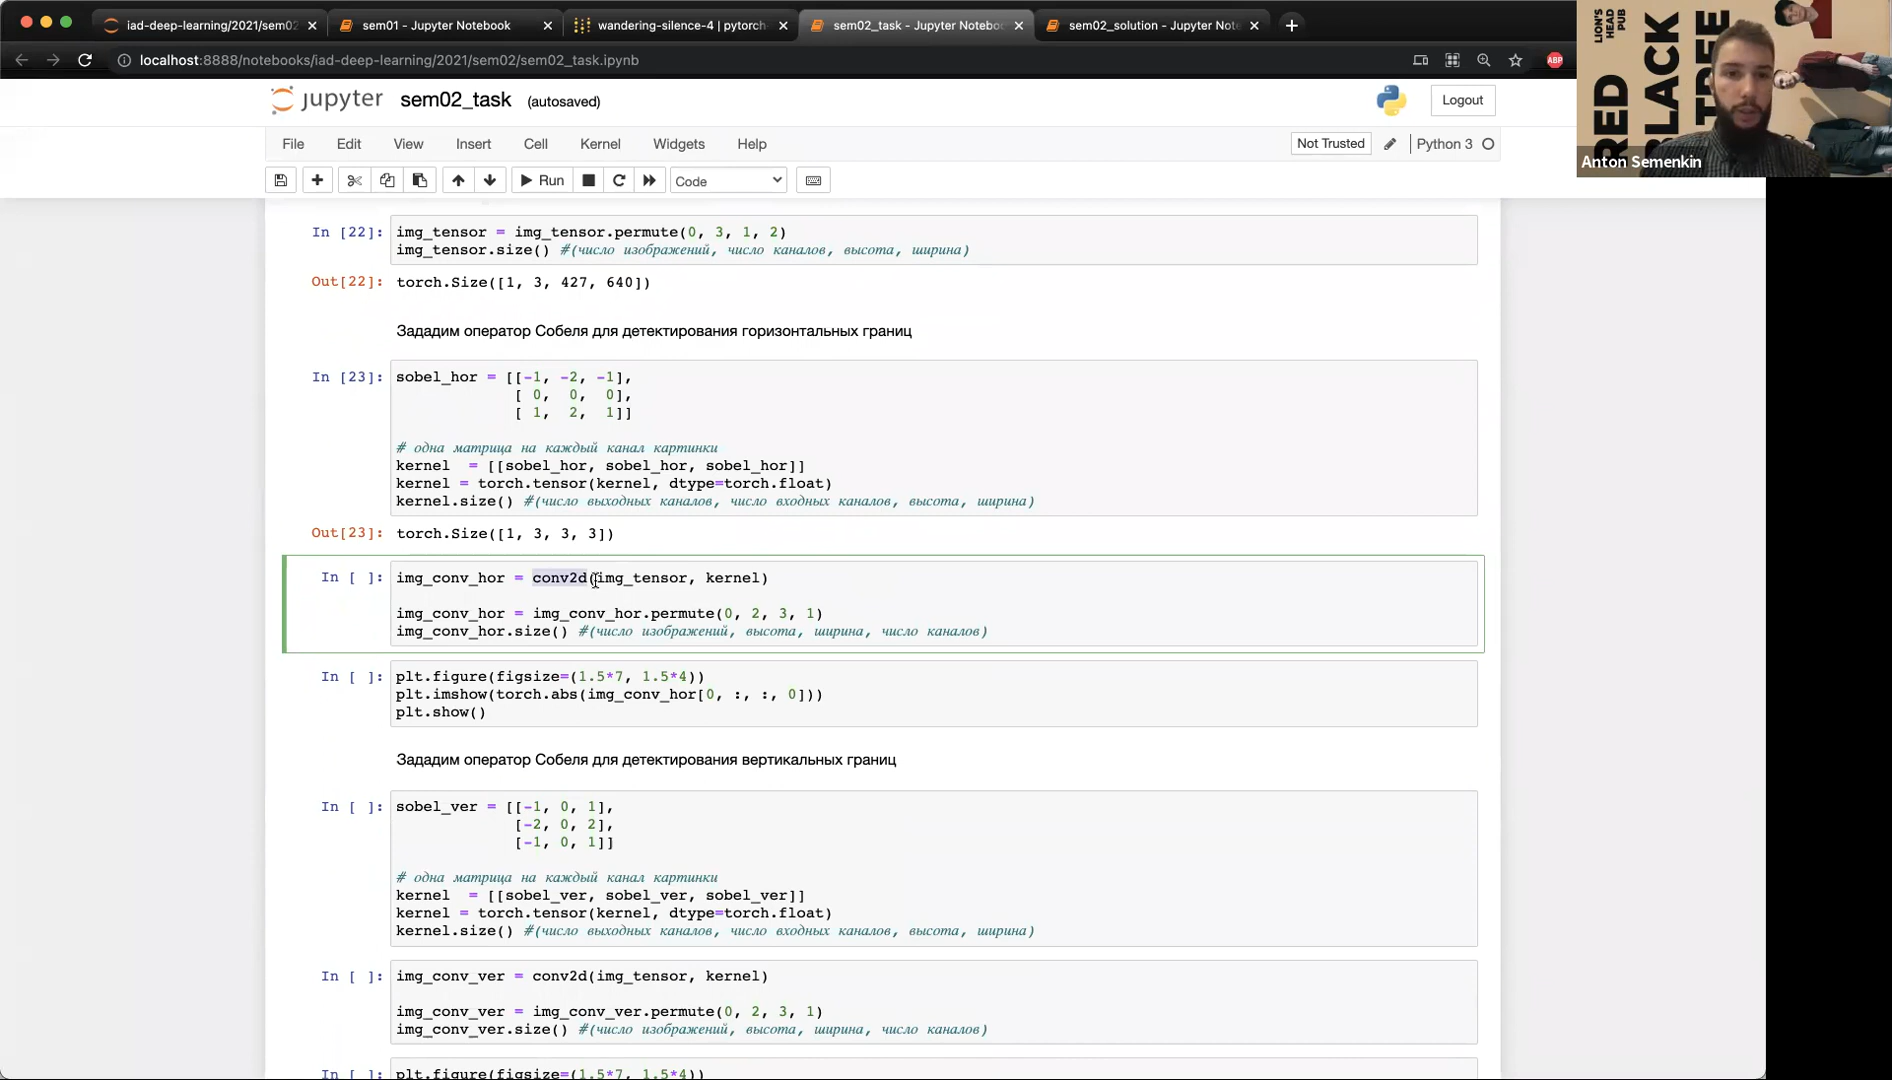 iad-deep-learning/2021/sem02
sem01 - Jupyter Notebook
wandering-silence-4 | pytorch-
sem02_task - Jupyter Notebook
sem02_solution - Jupyter Note
localhost:8888/notebooks/iad-deep-learning/2021/sem02/sem02_task.ipynb
ABP
LION'S
HEAD
PUB
RED
BLACK
TREE
Anton Semenkin
jupyter sem02_task (autosaved)
Logout
File Edit View Insert Cell Kernel Widgets Help
Not Trusted
Python 3
Run
Code
In [22]: img_tensor = img_tensor.permute(0, 3, 1, 2)
img_tensor.size() #(число изображений, число каналов, высота, ширина)
Out[22]: torch.Size([1, 3, 427, 640])
Зададим оператор Собеля для детектирования горизонтальных границ
In [23]: sobel_hor = [[-1, -2, -1],
[ 0, 0, 0],
[ 1, 2, 1]]
# одна матрица на каждый канал картинки
kernel = [[sobel_hor, sobel_hor, sobel_hor]]
kernel = torch.tensor(kernel, dtype=torch.float)
kernel.size() #(число выходных каналов, число входных каналов, высота, ширина)
Out[23]: torch.Size([1, 3, 3, 3])
In [ ]: img_conv_hor = conv2d(img_tensor, kernel)
img_conv_hor = img_conv_hor.permute(0, 2, 3, 1)
img_conv_hor.size() #(число изображений, высота, ширина, число каналов)
In [ ]: plt.figure(figsize=(1.5*7, 1.5*4))
plt.imshow(torch.abs(img_conv_hor[0, :, :, 0]))
plt.show()
Зададим оператор Собеля для детектирования вертикальных границ
In [ ]: sobel_ver = [[-1, 0, 1],
[-2, 0, 2],
[-1, 0, 1]]
# одна матрица на каждый канал картинки
kernel = [[sobel_ver, sobel_ver, sobel_ver]]
kernel = torch.tensor(kernel, dtype=torch.float)
kernel.size() #(число выходных каналов, число входных каналов, высота, ширина)
In [ ]: img_conv_ver = conv2d(img_tensor, kernel)
img_conv_ver = img_conv_ver.permute(0, 2, 3, 1)
img_conv_ver.size() #(число изображений, высота, ширина, число каналов)
In [ ]: plt.figure(figsize=(1.5*7, 1.5*4))